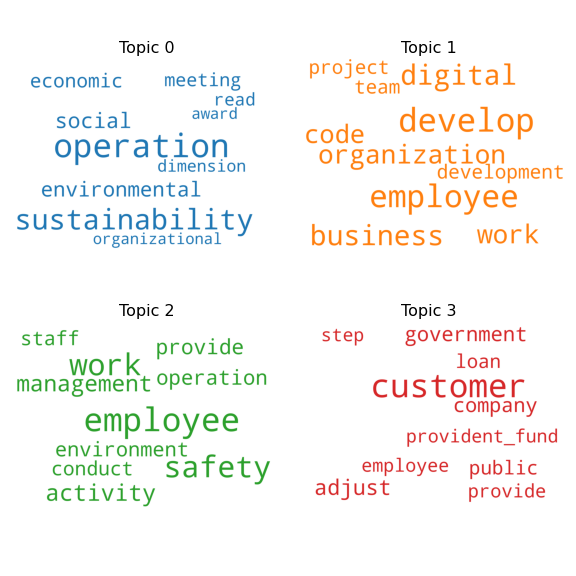 Topic 0
economic meeting
read
award
social
operation
dimension
environmental
sustainability
organizational
Topic 1
project
digital
team
develop
code
organization
development
employee
business work
Topic 2
staff
provide
work
management operation
employee
environment
conduct safety
activity
Topic 3
step government
loan
customer
company
provident_fund
employee public
adjust provide